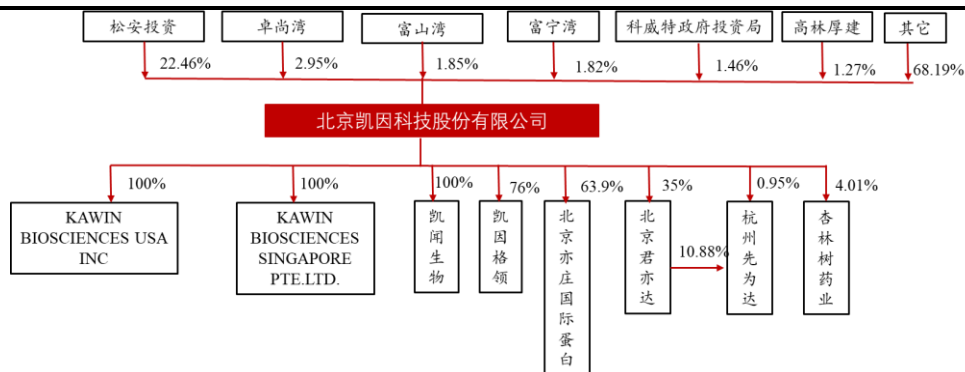 松安投资
卓尚湾
富山湾
富宁湾
科威特政府投资局
高林厚建
其它
22.46%
2.95%
1.85%
1.82%
1.46%
1.27%
68.19%
北京凯因科技股份有限公司
100%
100%
100%
76%
63.9%
35%
0.95%
4.01%
KAWIN
BIOSCIENCES USA
INC
KAWIN
BIOSCIENCES
SINGAPORE
PTE.LTD.
凯闻生物
凯因格领
北京亦庄国际蛋白
北京君亦达
10.88%
杭州先为达
杏林树药业